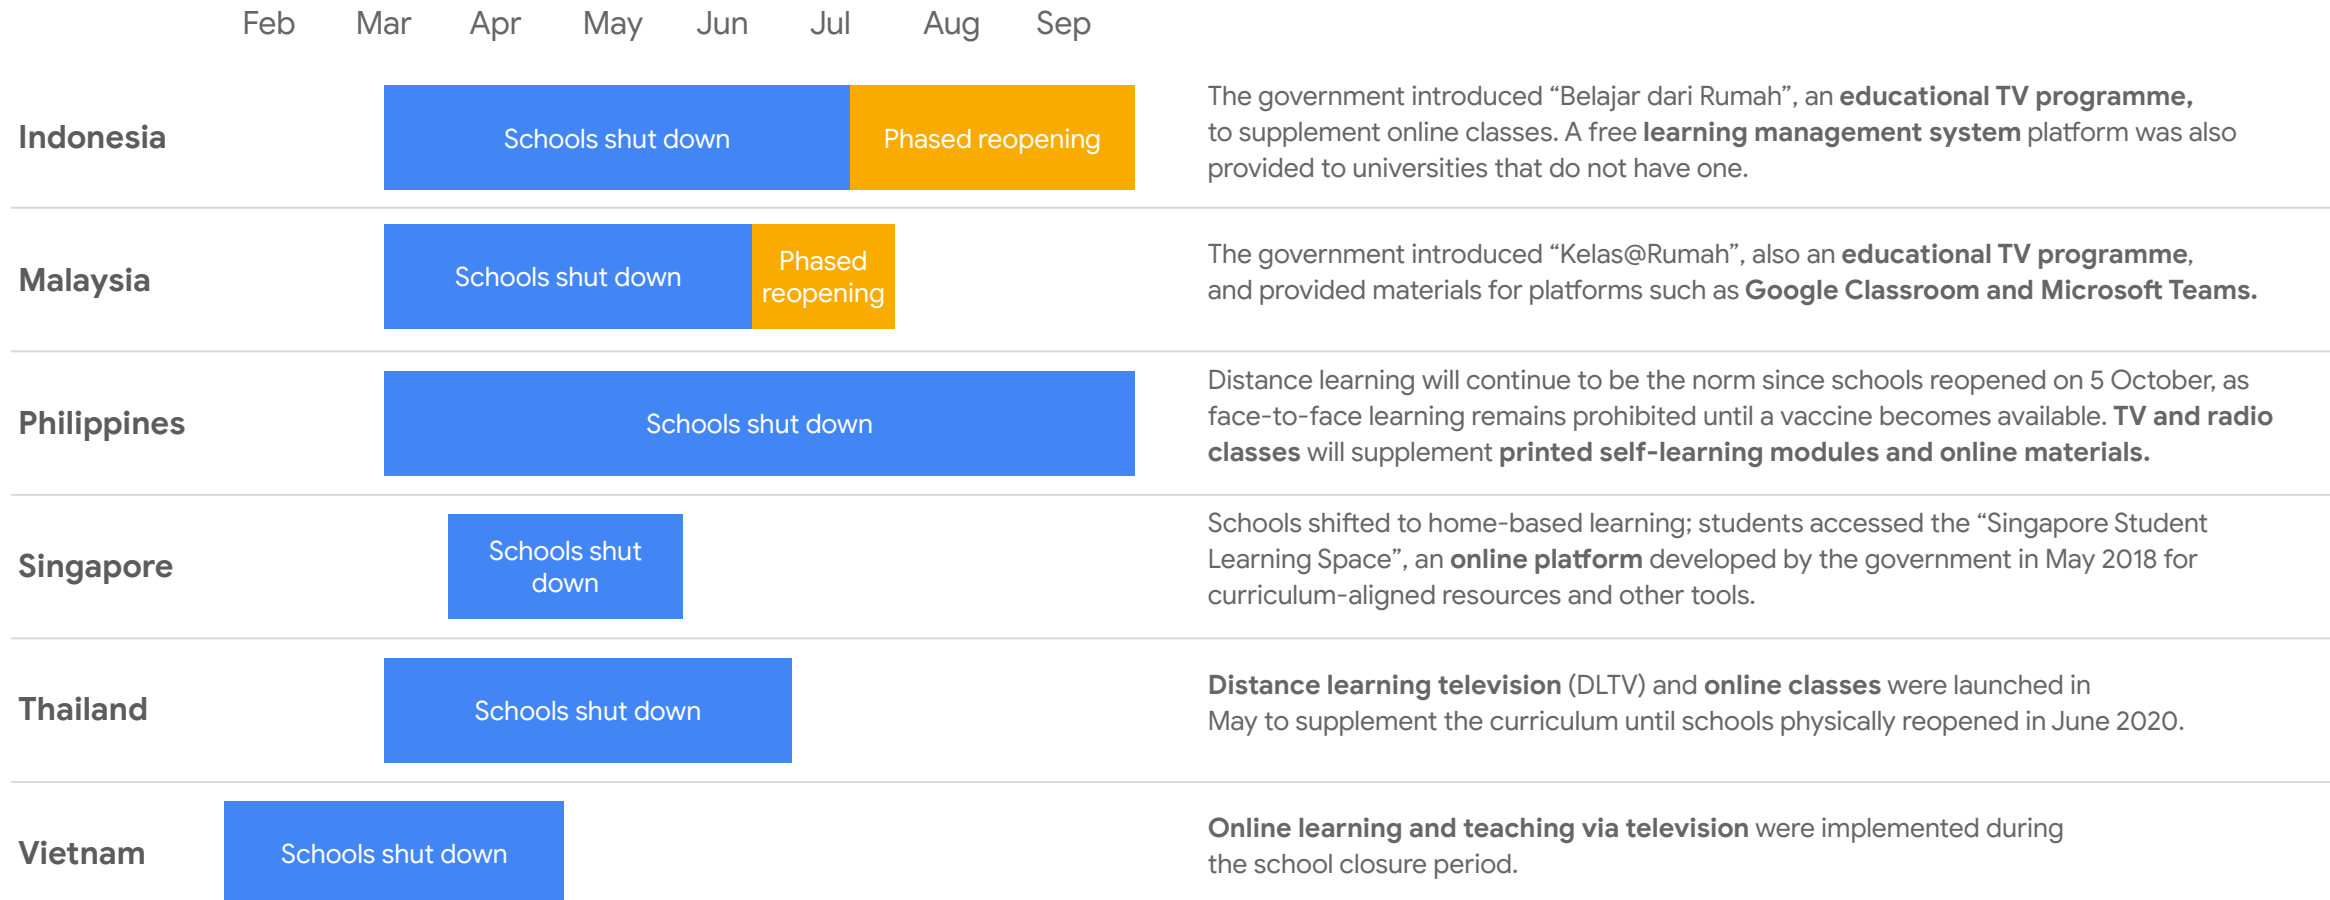 Feb Mar Apr May Jun Jul Aug Sep
Indonesia
Schools shut down
Phased reopening
The government introduced “Belajar dari Rumah”, an educational TV programme,
to supplement online classes. A free learning management system platform was also
provided to universities that do not have one.
Malaysia
Schools shut down
Phased
reopening
The government introduced “Kelas@Rumah”, also an educational TV programme,
and provided materials for platforms such as Google Classroom and Microsoft Teams.
Philippines
Schools shut down
Distance learning will continue to be the norm since schools reopened on 5 October, as
face-to-face learning remains prohibited until a vaccine becomes available. TV and radio
classes will supplement printed self-learning modules and online materials.
Singapore
Schools shut
down
Schools shifted to home-based learning; students accessed the “Singapore Student
Learning Space”, an online platform developed by the government in May 2018 for
curriculum-aligned resources and other tools.
Thailand
Schools shut down
Distance learning television (DLTV) and online classes were launched in
May to supplement the curriculum until schools physically reopened in June 2020.
Vietnam
Schools shut down
Online learning and teaching via television were implemented during
the school closure period.